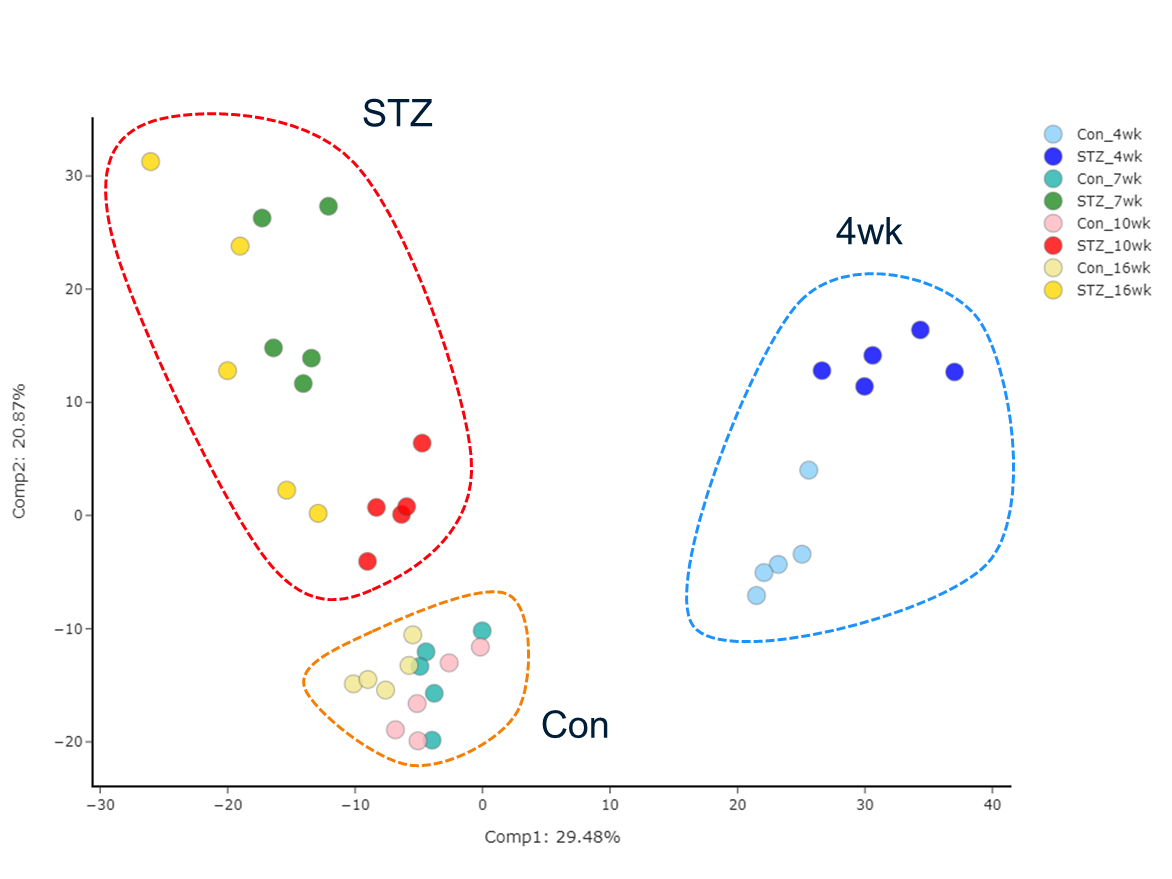 STZ
4wk
Con
Con_4wk
STZ_4wk
Con_7wk
STZ_7wk
Con_10wk
STZ_10wk
Con_16wk
STZ_16wk
30
20
10
0
−10
−20
Comp2: 20.87%
−30
−20
−10
0
10
20
30
40
Comp1: 29.48%